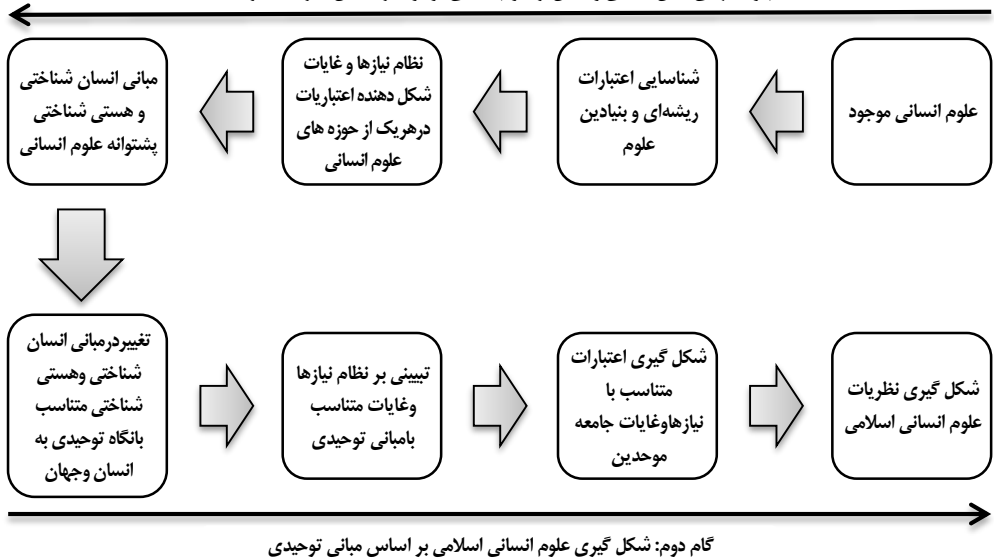 علوم انسانی موجود
شناسایی اعتبارات
ریشه‌ای و بنیادین
علوم
نظام نیازها و غایات
شکل دهنده اعتباریات
درهریک از حوزه های
علوم انسانی
مبانی انسان شناختی
و هستی شناختی
پشتوانه علوم انسانی
تغییردرمبانی انسان
شناختی وهستی
شناختی متناسب
بانگاه توحیدی به
انسان وجهان
تبیینی بر نظام نیازها
وغایات متناسب
بامبانی توحیدی
شکل گیری اعتبارات
متناسب با
نیازهاوغایات جامعه
موحدین
شکل گیری نظریات
علوم انسانی اسلامی
گام دوم: شکل گیری علوم انسانی اسلامی بر اساس مبانی توحیدی